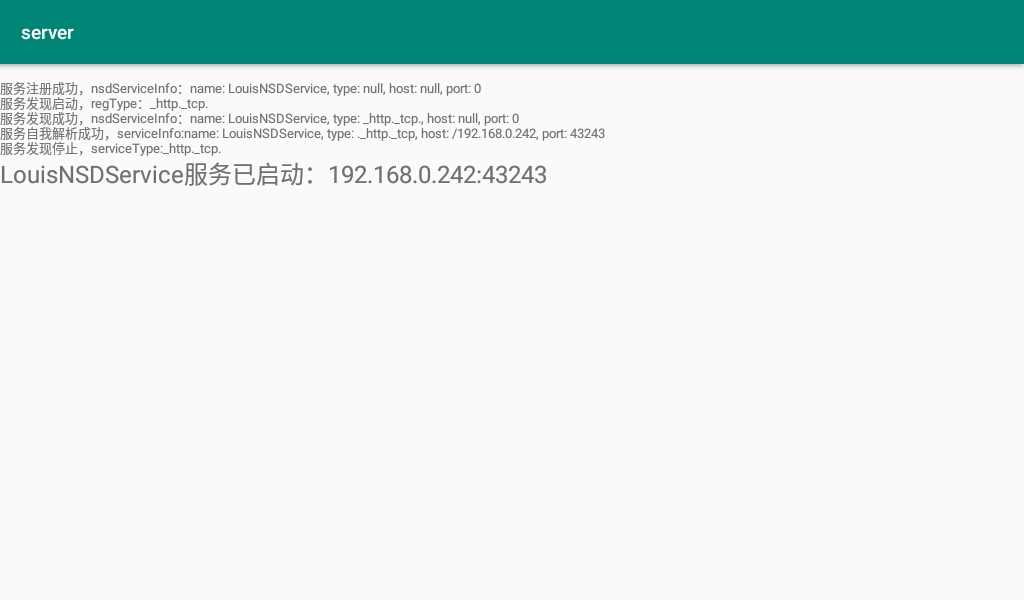 server
服务注册成功，nsdServiceInfo：name: LouisNSDService, type: null, host: null, port: 0
服务发现启动，regType：_http._tcp.
服务发现成功，nsdServiceInfo：name: LouisNSDService, type: _http._tcp., host: null, port: 0
服务自我解析成功，serviceInfo:name: LouisNSDService, type: ._http._tcp, host: /192.168.0.242, port: 43243
服务发现停止，serviceType:_http._tcp.
LouisNSDService服务已启动：192.168.0.242:43243